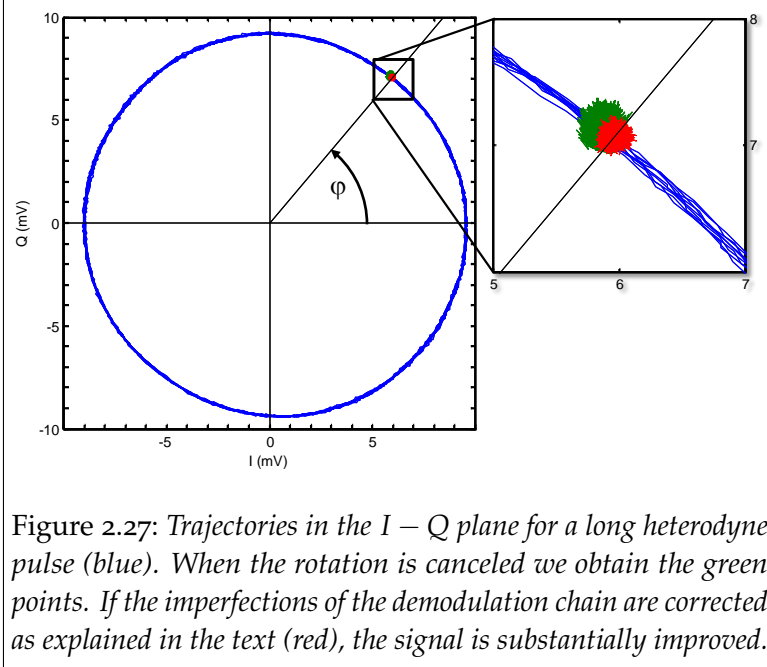 10
5
0
-5
-10
Q (mV)
-5
0
5
I (mV)
φ
8
7
5
6
7
Figure 2.27: Trajectories in the I − Q plane for a long heterodyne
pulse (blue). When the rotation is canceled we obtain the green
points. If the imperfections of the demodulation chain are corrected
as explained in the text (red), the signal is substantially improved.